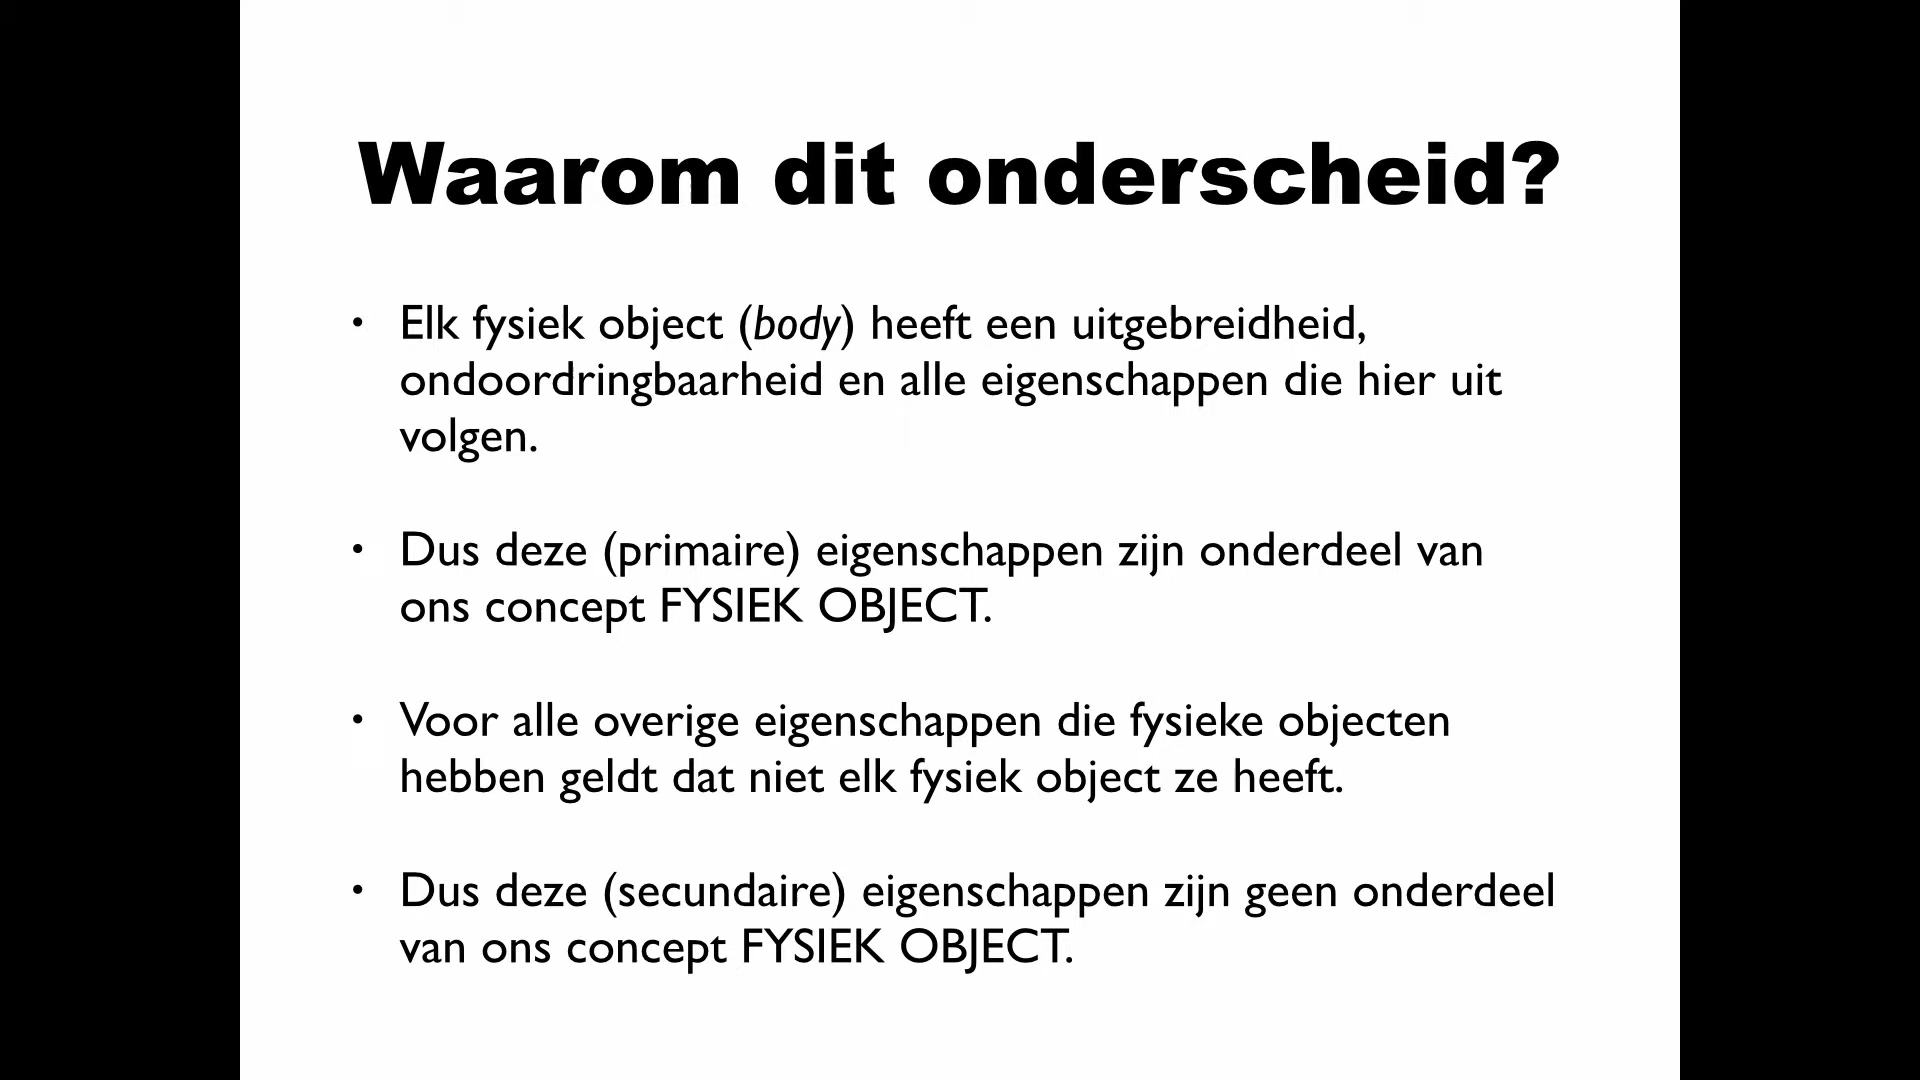 Waarom dit onderscheid?
• Elk fysiek object (body) heeft een uitgebreidheid,
ondoordringbaarheid en alle eigenschappen die hier uit
volgen.
• Dus deze (primaire) eigenschappen zijn onderdeel van
ons concept FYSIEK OBJECT.
• Voor alle overige eigenschappen die fysieke objecten
hebben geldt dat niet elk fysiek object ze heeft.
• Dus deze (secundaire) eigenschappen zijn geen onderdeel
van ons concept FYSIEK OBJECT.